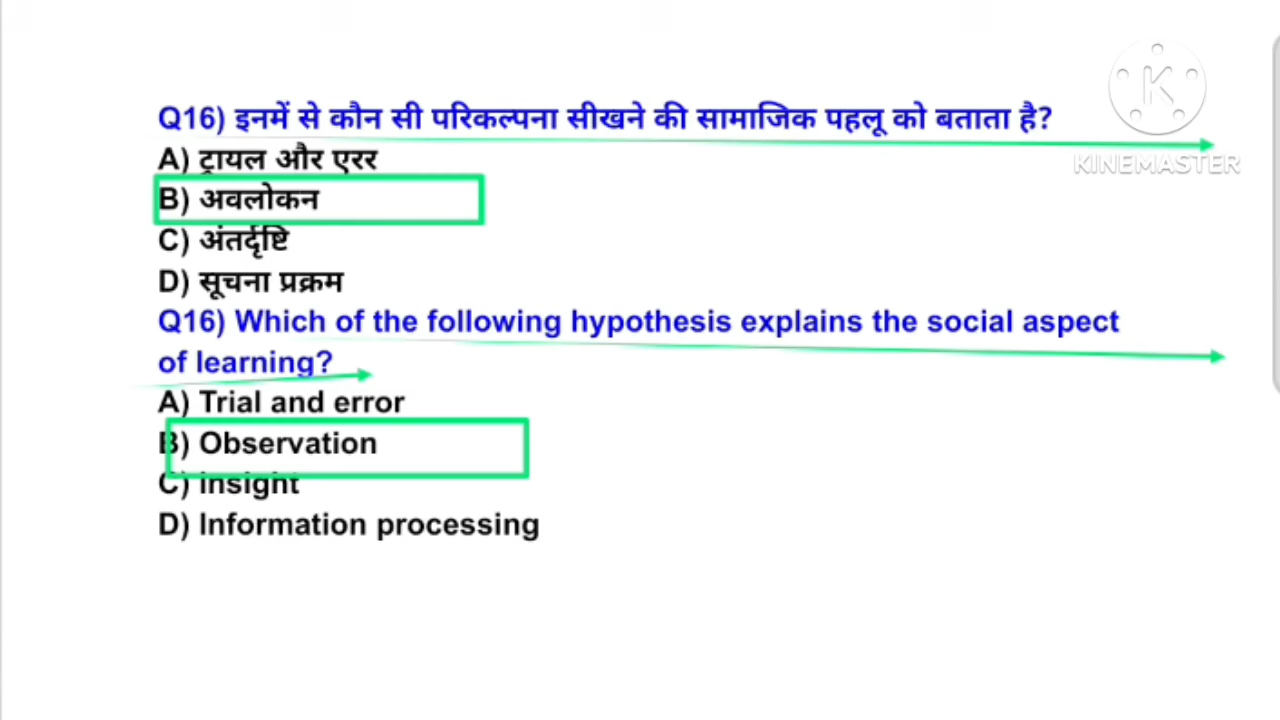 Q16) इनमें से कौन सी परिकल्पना सीखने की सामाजिक पहलू को बताता है?
A) ट्रायल और एरर
B) अवलोकन
C) अंतर्दृष्टि
D) सूचना प्रक्रम
Q16) Which of the following hypothesis explains the social aspect
of learning?
A) Trial and error
B) Observation
C) Insight
D) Information processing
K
KINEMASTER